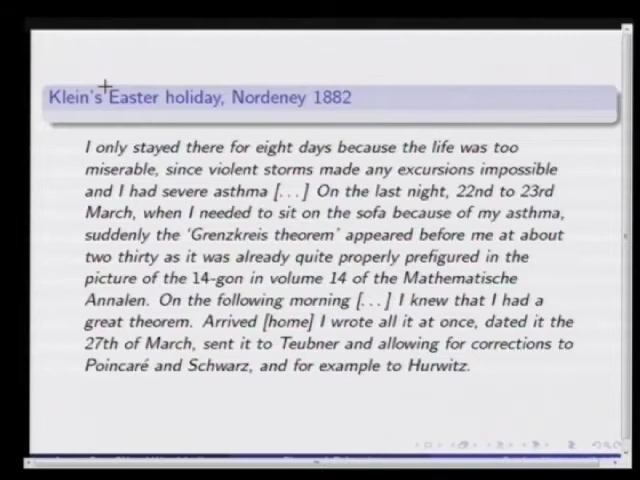 Klein's Easter holiday, Nordeney 1882
I only stayed there for eight days because the life was too
miserable, since violent storms made any excursions impossible
and I had severe asthma [...] On the last night, 22nd to 23rd
March, when I needed to sit on the sofa because of my asthma,
suddenly the 'Grenzkreis theorem' appeared before me at about
two thirty as it was already quite properly prefigured in the
picture of the 14-gon in volume 14 of the Mathematische
Annalen. On the following morning [...] I knew that I had a
great theorem. Arrived [home] I wrote all it at once, dated it the
27th of March, sent it to Teubner and allowing for corrections to
Poincaré and Schwarz, and for example to Hurwitz.